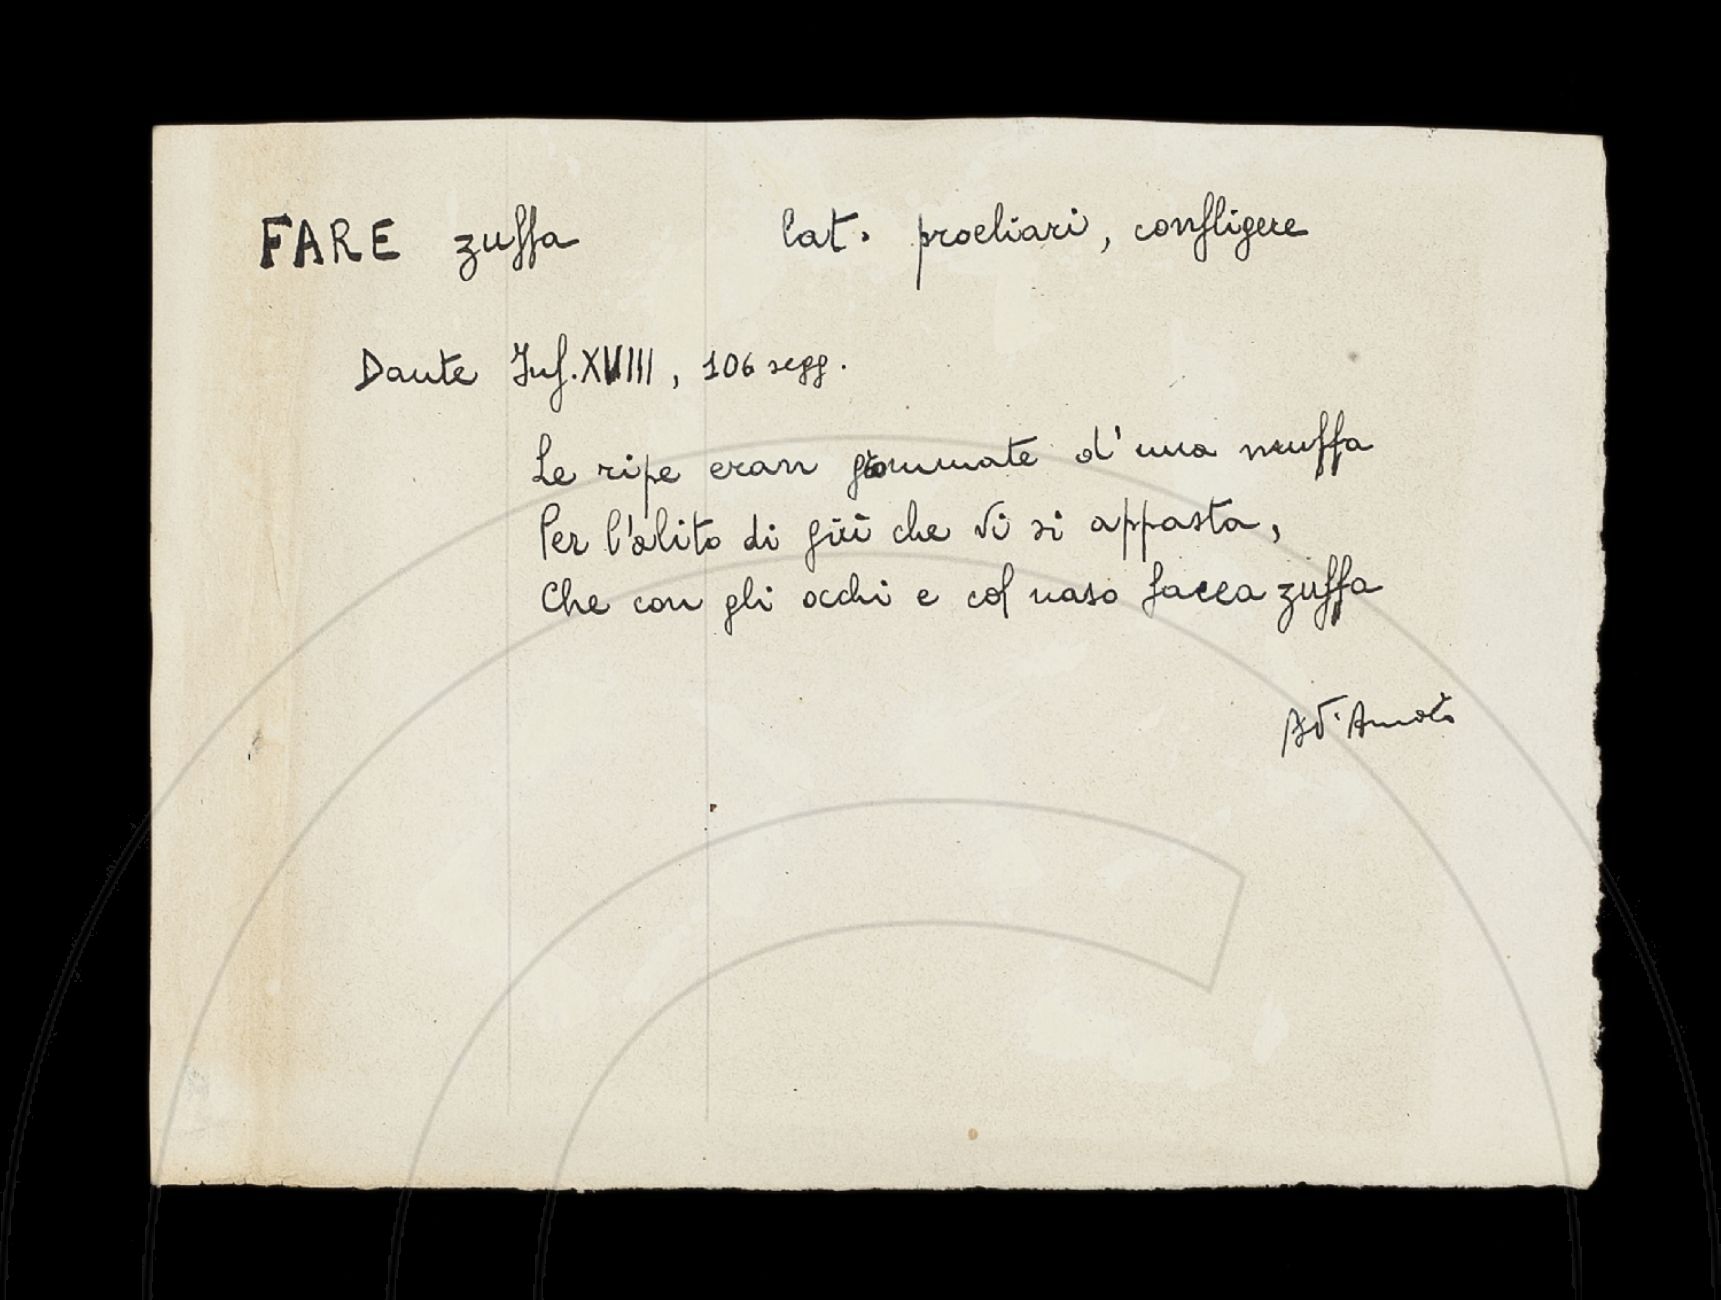 FARE zuffa lat. proeliari, confligere
Dante Inf. XVIII, 106 segg.
Le ripe eran grommate d'una muffa
Per l'alito di giù che vi si appasta,
Che con gli occhi e col naso facea zuffa
A d'Amato